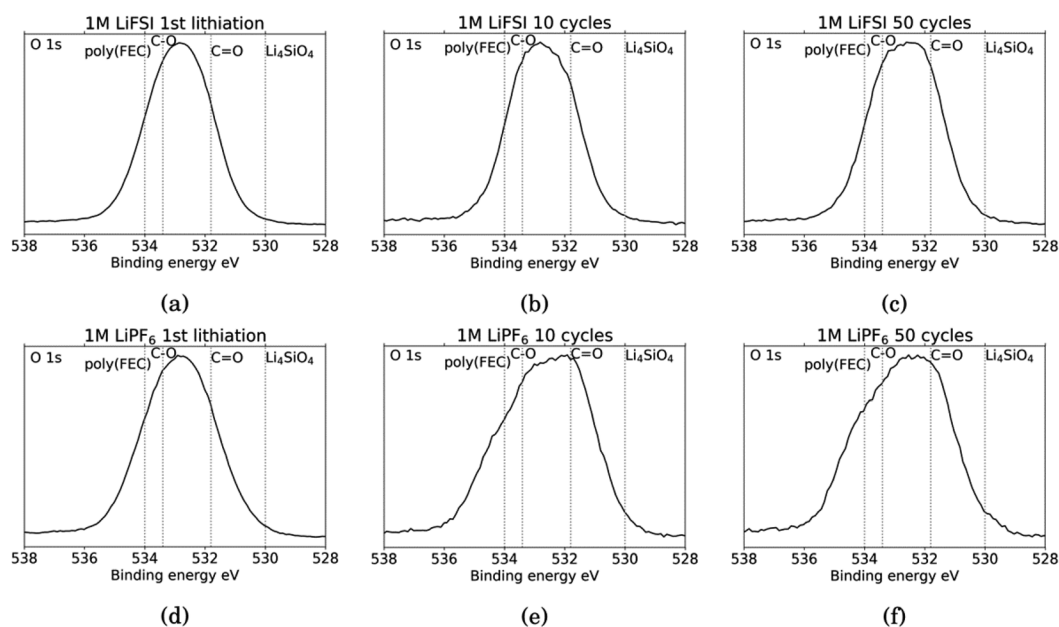 1M LiFSI 1st lithiation
O 1s
poly(FEC)
C-O
C=O
Li₄SiO₄
538 536 534 532 530 528
Binding energy eV
(a)
1M LiFSI 10 cycles
O 1s
poly(FEC)
C-O
C=O
Li₄SiO₄
538 536 534 532 530 528
Binding energy eV
(b)
1M LiFSI 50 cycles
O 1s
poly(FEC)
C-O
C=O
Li₄SiO₄
538 536 534 532 530 528
Binding energy eV
(c)
1M LiPF₆ 1st lithiation
O 1s
poly(FEC)
C-O
C=O
Li₄SiO₄
538 536 534 532 530 528
Binding energy eV
(d)
1M LiPF₆ 10 cycles
O 1s
poly(FEC)
C-O
C=O
Li₄SiO₄
538 536 534 532 530 528
Binding energy eV
(e)
1M LiPF₆ 50 cycles
O 1s
poly(FEC)
C-O
C=O
Li₄SiO₄
538 536 534 532 530 528
Binding energy eV
(f)